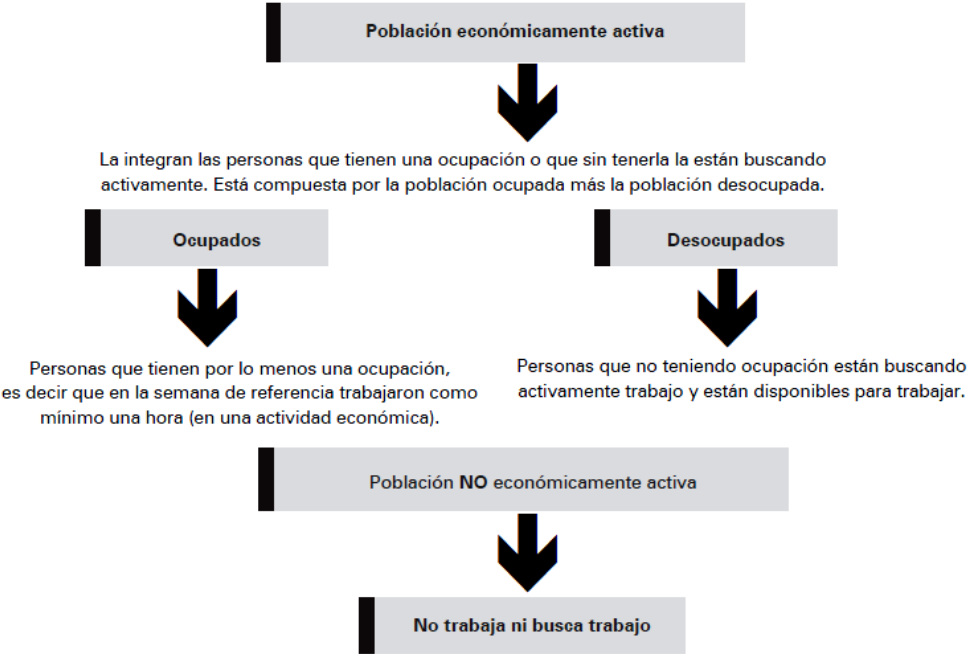 Población económicamente activa
La integran las personas que tienen una ocupación o que sin tenerla la están buscando
activamente. Está compuesta por la población ocupada más la población desocupada.
Ocupados
Desocupados
Personas que tienen por lo menos una ocupación,
es decir que en la semana de referencia trabajaron como
mínimo una hora (en una actividad económica).
Personas que no teniendo ocupación están buscando
activamente trabajo y están disponibles para trabajar.
Población NO económicamente activa
No trabaja ni busca trabajo